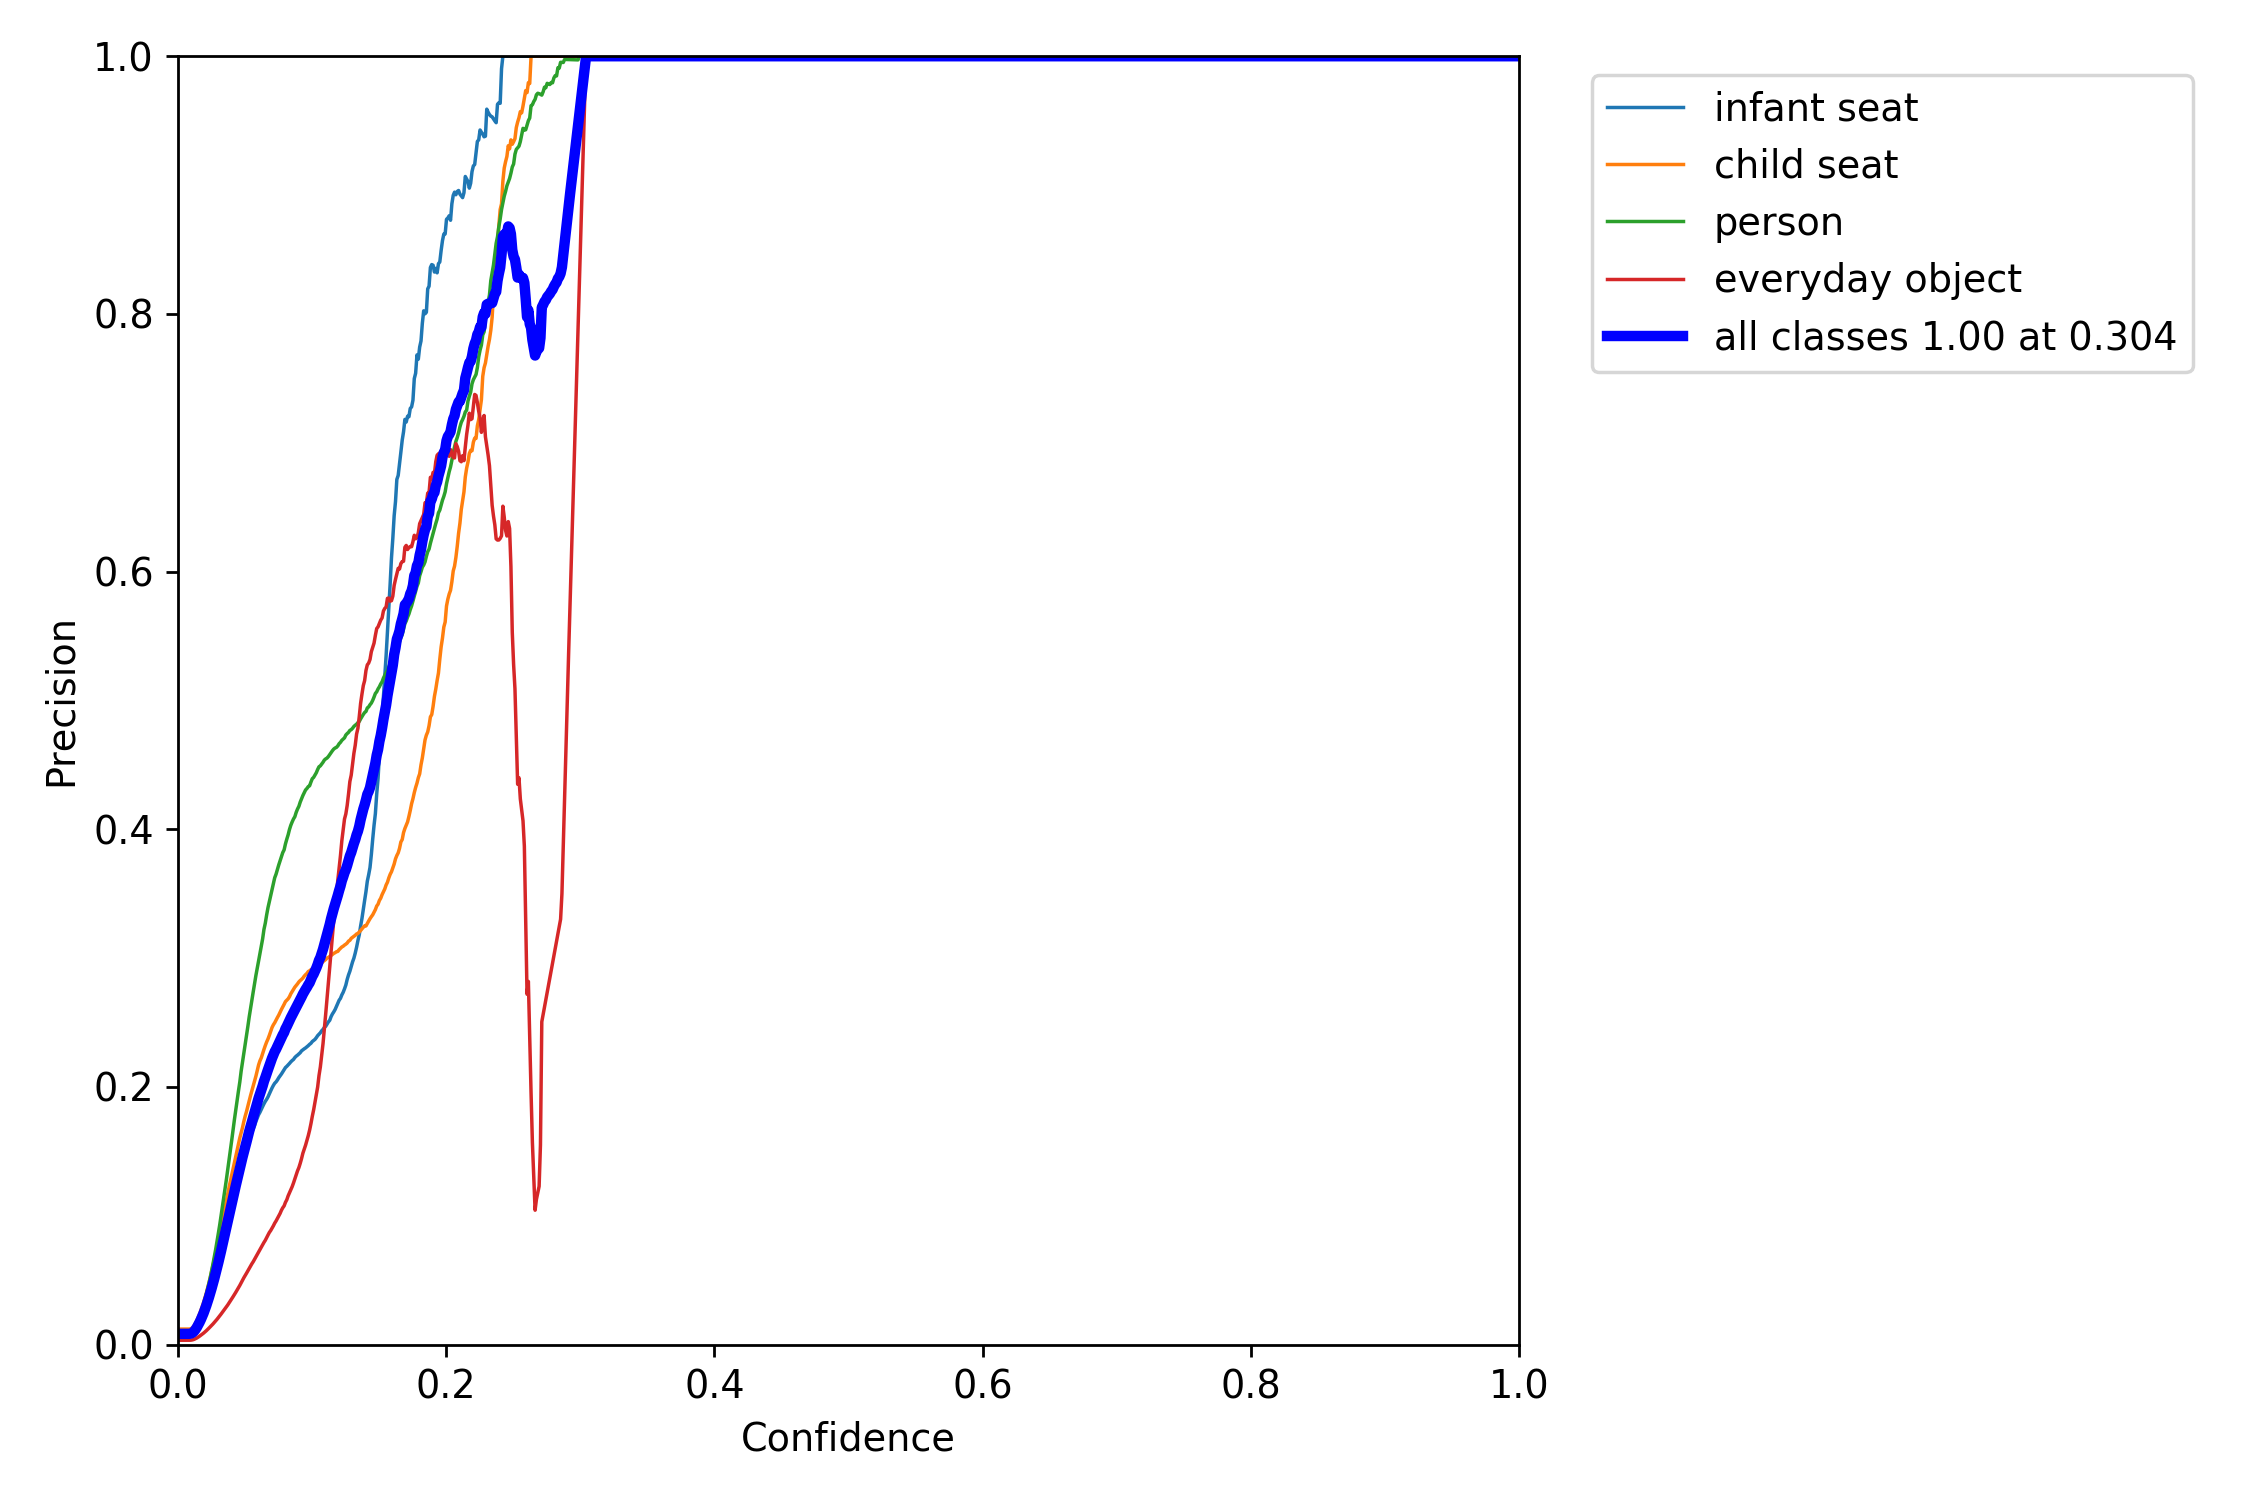 1.0
0.8
0.6
0.4
0.2
0.0
Precision
0.0 0.2 0.4 0.6 0.8 1.0
Confidence
infant seat
child seat
person
everyday object
all classes 1.00 at 0.304